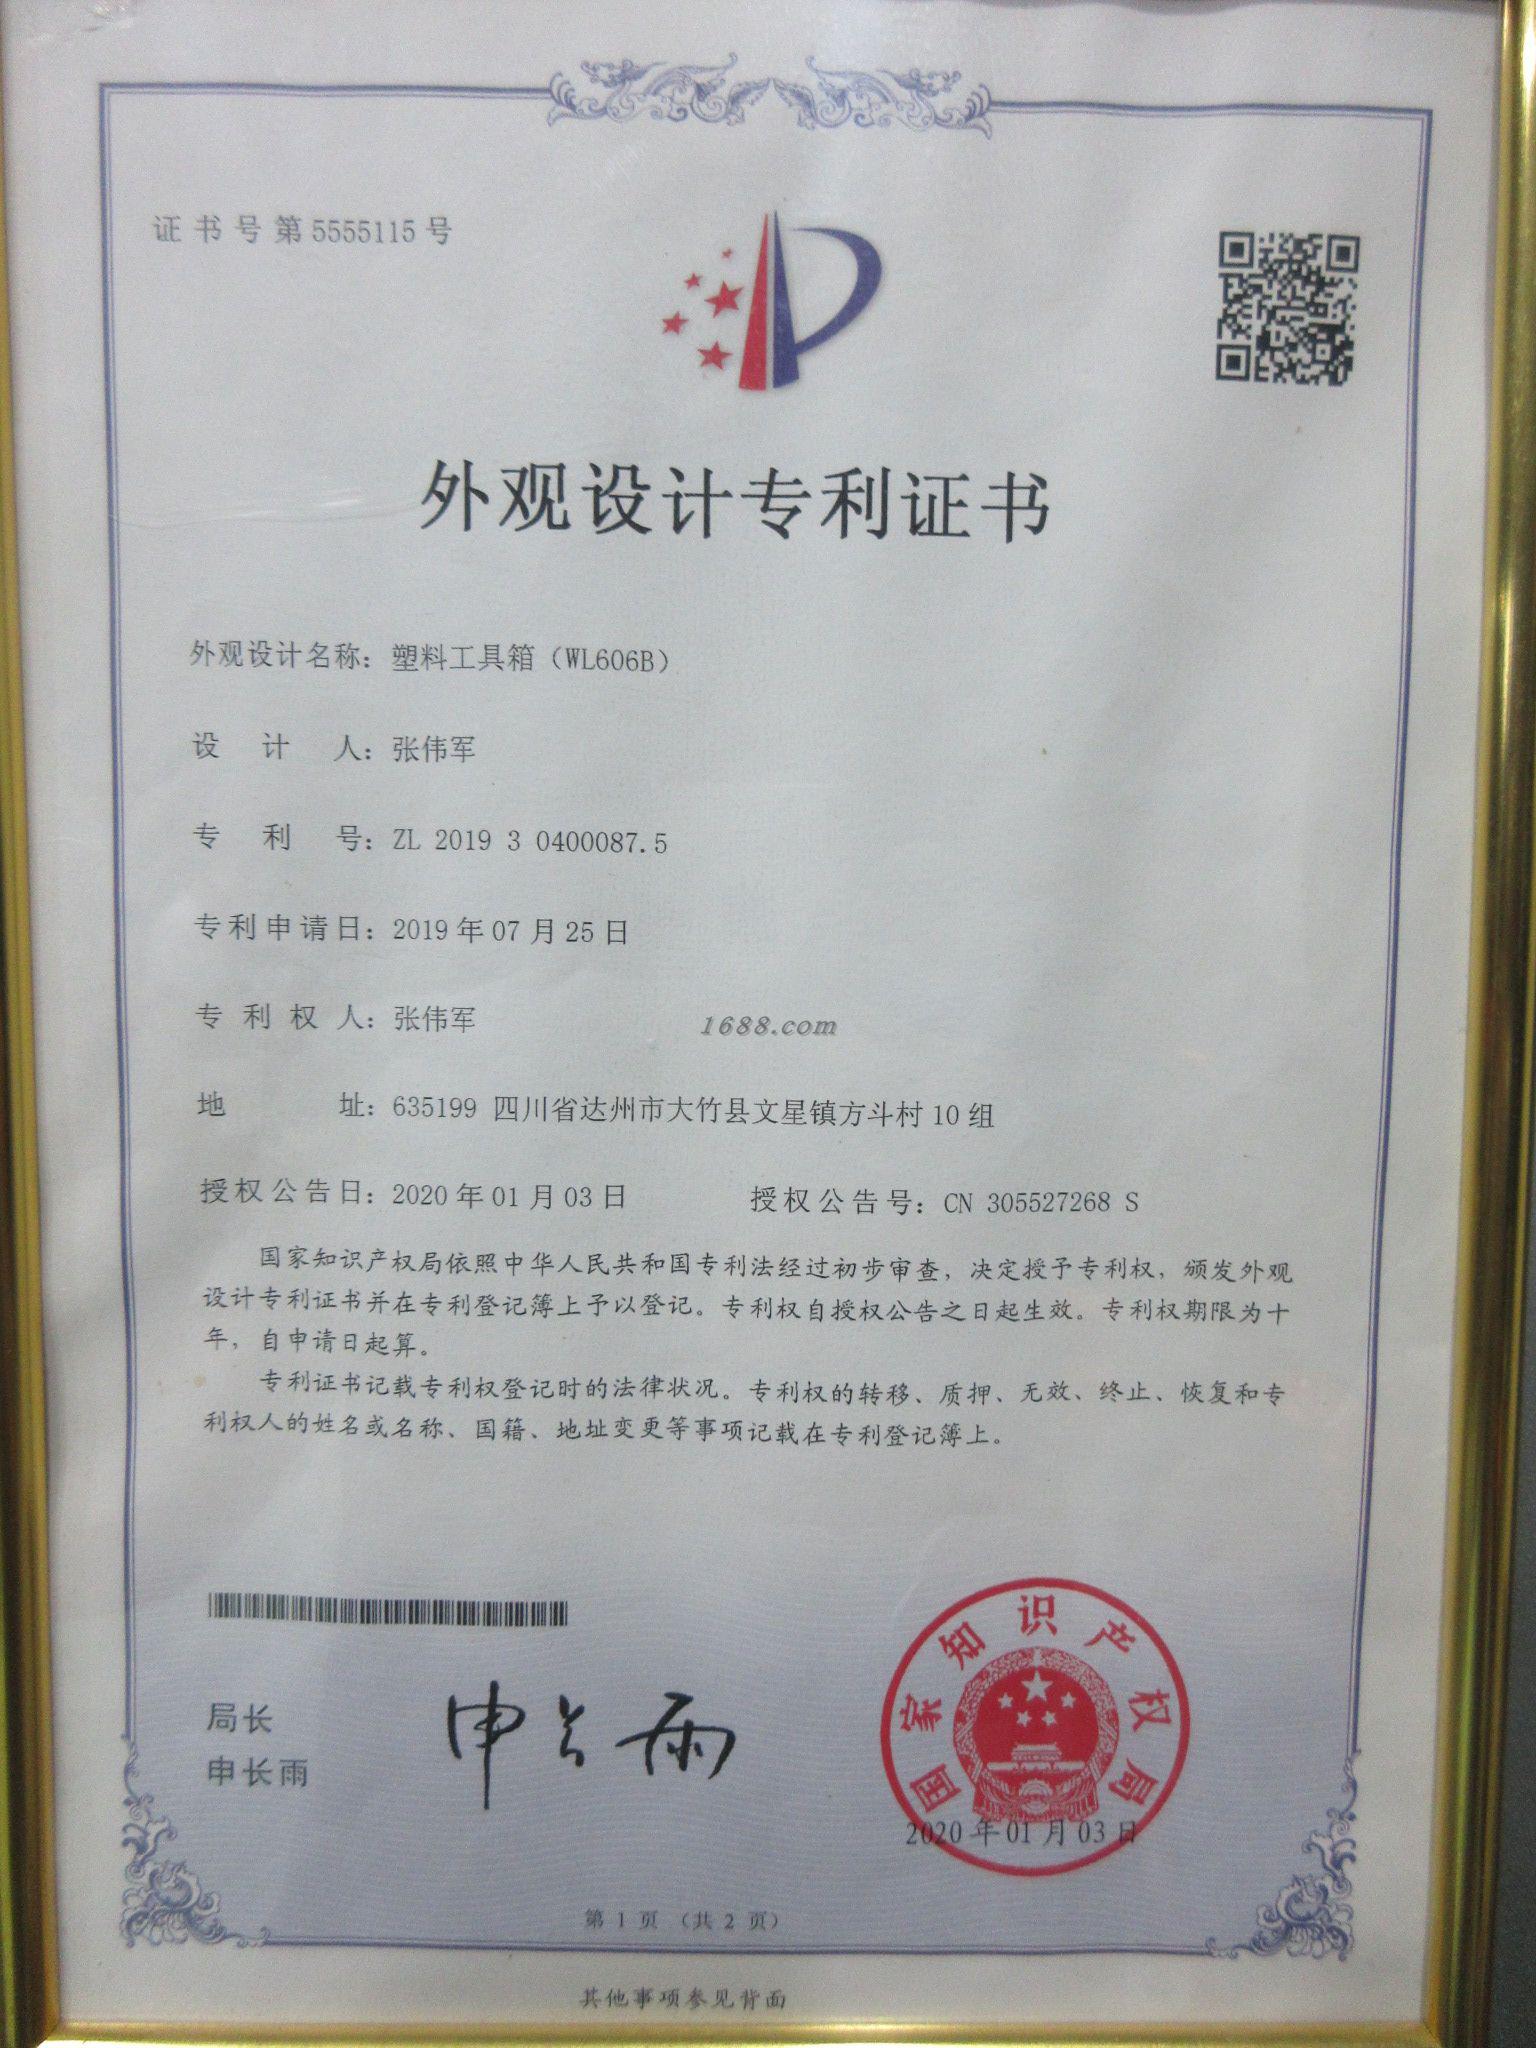 证书号第5555115号
外观设计专利证书
外观设计名称：塑料工具箱（WL606B）
设计人：张伟军
专利号：ZL 2019 3 0400087.5
专利申请日：2019年07月25日
专利权人：张伟军
1688.com
地址：635199 四川省达州市大竹县文星镇方斗村10组
授权公告日：2020年01月03日 授权公告号：CN 305527268 S
国家知识产权局依照中华人民共和国专利法经过初步审查，决定授予专利权，颁发外观
设计专利证书并在专利登记簿上予以登记。专利权自授权公告之日起生效。专利权期限为十
年，自申请日起算。
专利证书记载专利权登记时的法律状况。专利权的转移、质押、无效、终止、恢复和专
利权人的姓名或名称、国籍、地址变更等事项记载在专利登记簿上。
局长
申长雨
申长雨
国家知识产权局
2020年01月03日
第 1 页 （共 2 页）
其他事项参见背面